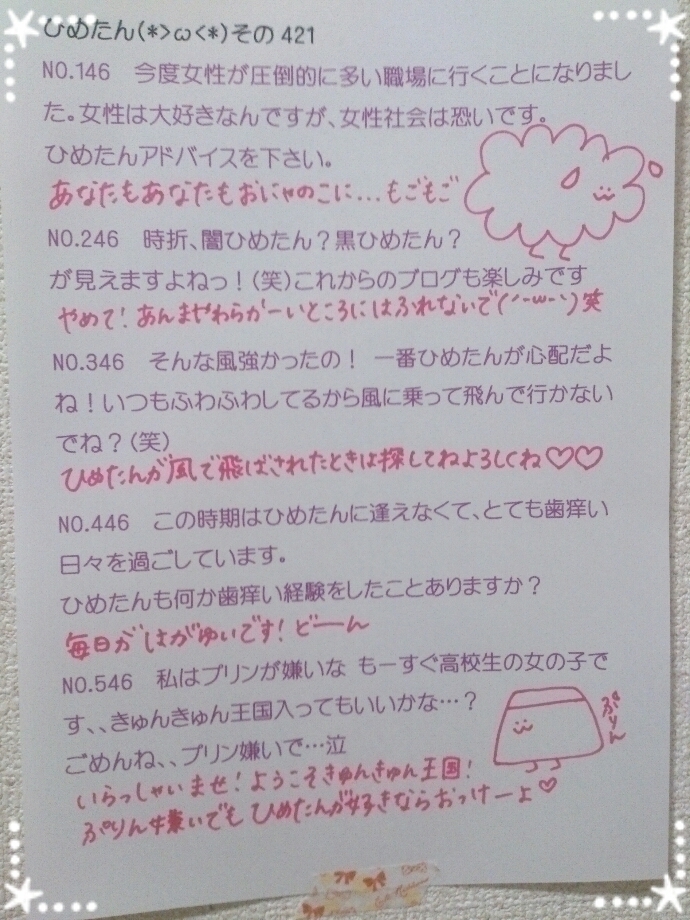 ひめたん(*>ω<*)その421
NO.146　今度女性が圧倒的に多い職場に行くことになりまし
た。女性は大好きなんですが、女性社会は恐いです。
ひめたんアドバイスを下さい。
あなたもあなたもおにゃのこに...もごもご
NO.246　時折、闇ひめたん？黒ひめたん？
が見えますよねっ！(笑)これからのブログも楽しみです
やめて！あんまやわらかーいところにはふれないで(´-ω-｀)笑
NO.346　そんな風強かったの！ 一番ひめたんが心配だよ
ね！いつもふわふわしてるから風に乗って飛んで行かない
でね？(笑)
ひめたんが風で飛ばされたときは探してねよろしくね♡♡
NO.446　この時期はひめたんに逢えなくて、とても歯痒い
日々を過ごしています。
ひめたんも何か歯痒い経験をしたことありますか？
毎日がはがゆいです！どーん
NO.546　私はプリンが嫌いな もーすぐ高校生の女の子で
す、、きゅんきゅん王国入ってもいいかな…？
ごめんね、、プリン嫌いで…泣
ぷりん
いらっしゃいませ！ようこそきゅんきゅん王国！
ぷりん嫌いでもひめたんが好きならおっけーよ♡